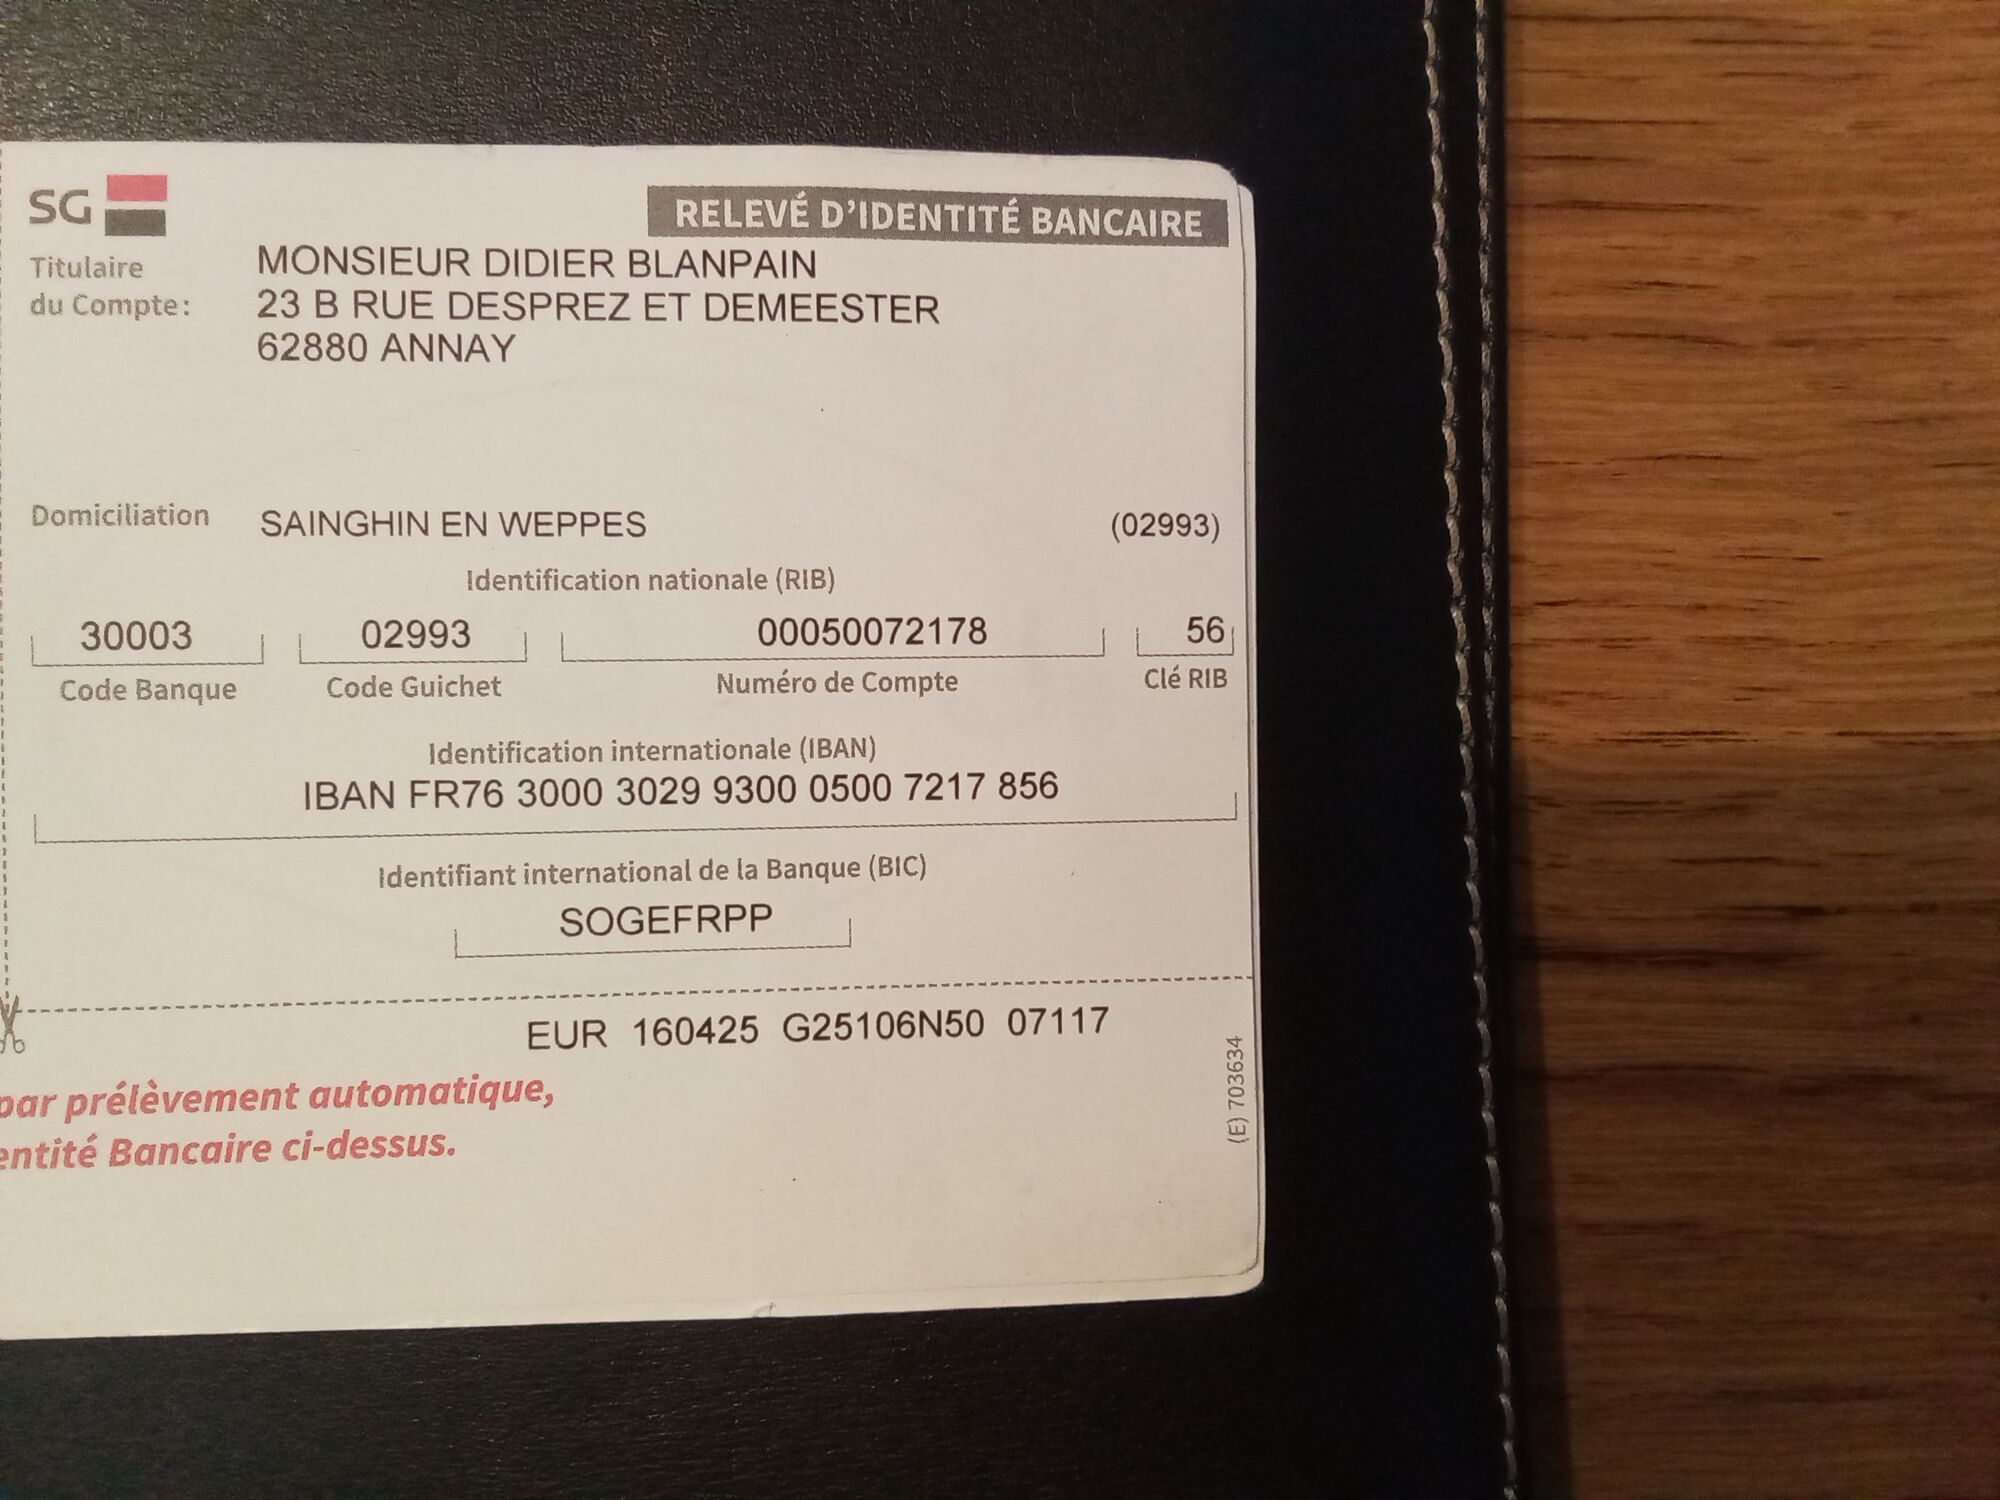 SG
RELEVÉ D'IDENTITÉ BANCAIRE
Titulaire
du Compte:
MONSIEUR DIDIER BLANPAIN
23 B RUE DESPREZ ET DEMEESTER
62880 ANNAY
Domiciliation SAINGHIN EN WEPPES (02993)
Identification nationale (RIB)
30003 02993 00050072178 56
Code Banque Code Guichet Numéro de Compte Clé RIB
Identification internationale (IBAN)
IBAN FR76 3000 3029 9300 0500 7217 856
Identifiant international de la Banque (BIC)
SOGEFRPP
EUR 160425 G25106N50 07117
(E) 703634
par prélèvement automatique,
entité Bancaire ci-dessus.